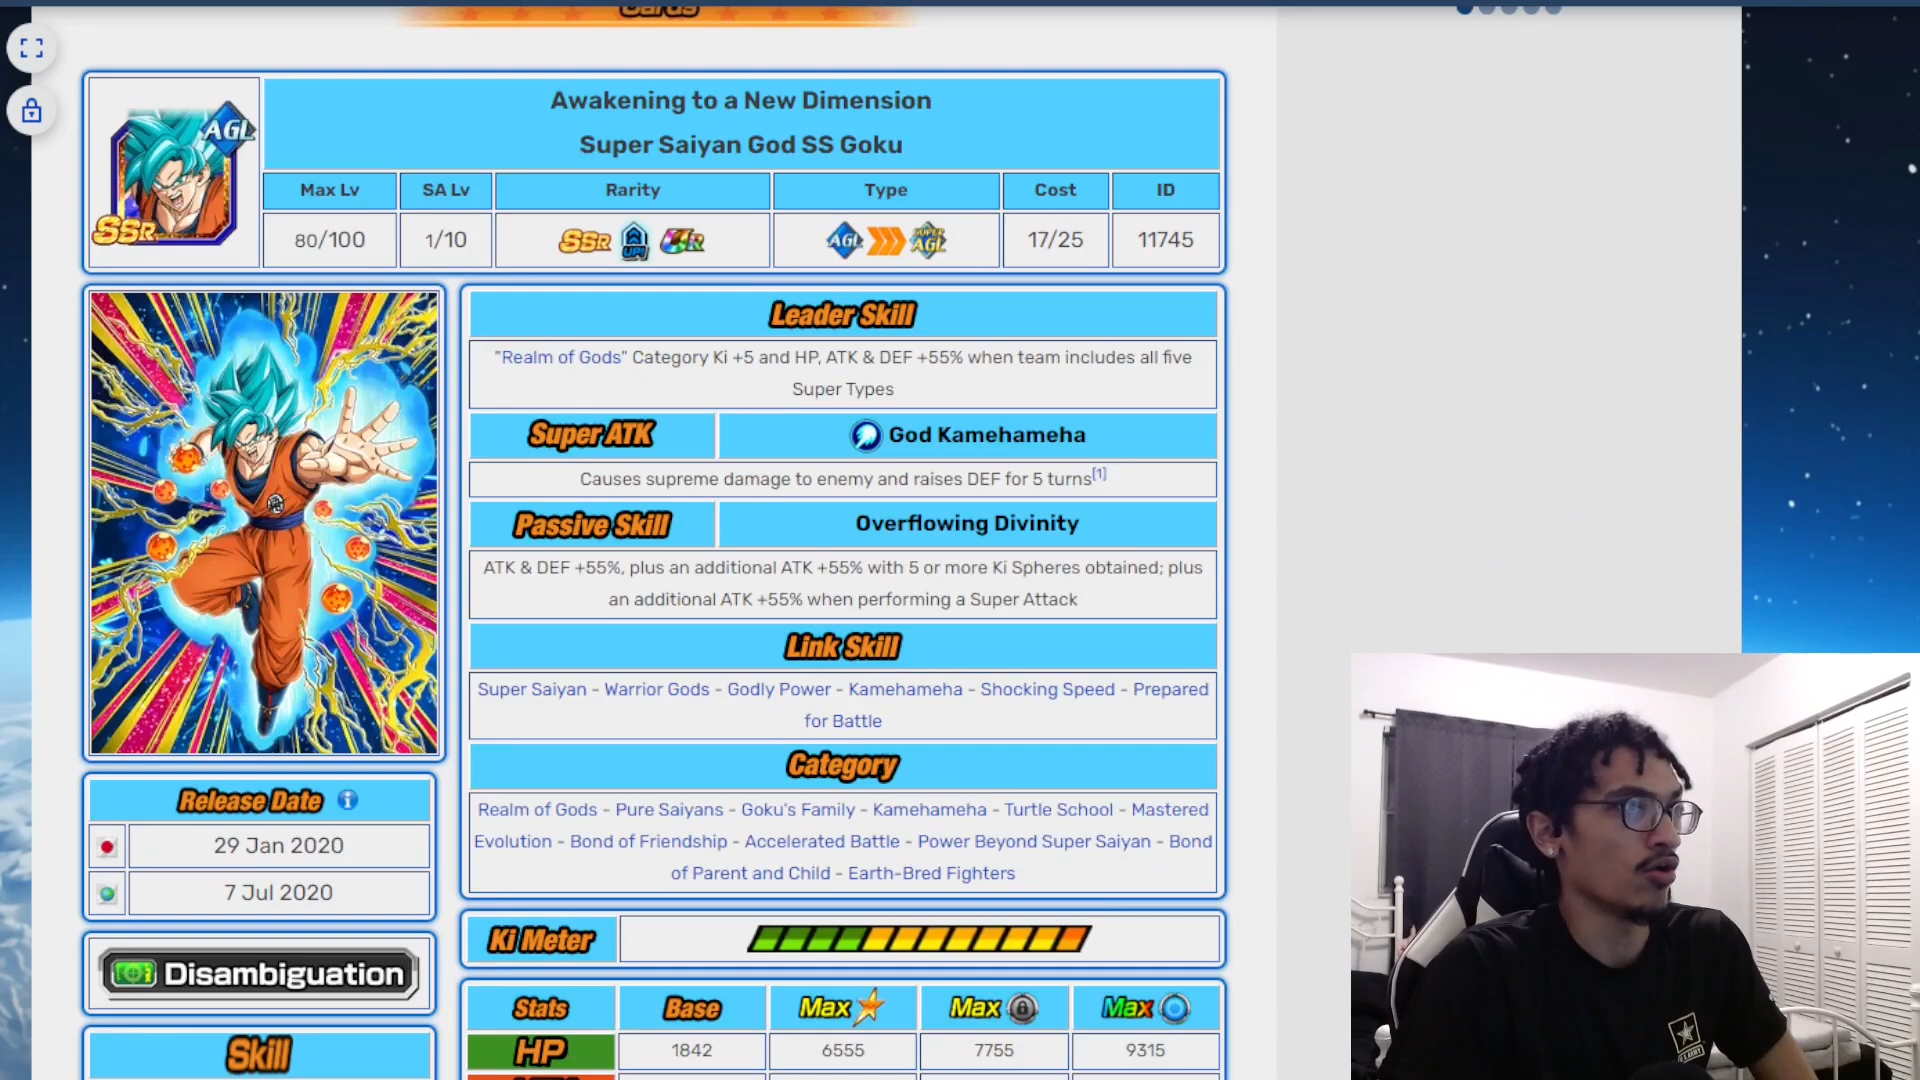 Cards
AGL
SSR
Awakening to a New Dimension
Super Saiyan God SS Goku
Max Lv
SA Lv
Rarity
Type
Cost
ID
80/100
1/10
SSR UP! UR
AGL SUPER AGL
17/25
11745
Leader Skill
"Realm of Gods" Category Ki +5 and HP, ATK & DEF +55% when team includes all five
Super Types
Super ATK
God Kamehameha
Causes supreme damage to enemy and raises DEF for 5 turns[1]
Passive Skill
Overflowing Divinity
ATK & DEF +55%, plus an additional ATK +55% with 5 or more Ki Spheres obtained; plus
an additional ATK +55% when performing a Super Attack
Link Skill
Super Saiyan - Warrior Gods - Godly Power - Kamehameha - Shocking Speed - Prepared
for Battle
Category
Realm of Gods - Pure Saiyans - Goku's Family - Kamehameha - Turtle School - Mastered
Evolution - Bond of Friendship - Accelerated Battle - Power Beyond Super Saiyan - Bond
of Parent and Child - Earth-Bred Fighters
Release Date
29 Jan 2020
7 Jul 2020
Disambiguation
Skill
Ki Meter
Stats
Base
Max
Max
Max
HP
1842
6555
7755
9315
U.S. ARMY